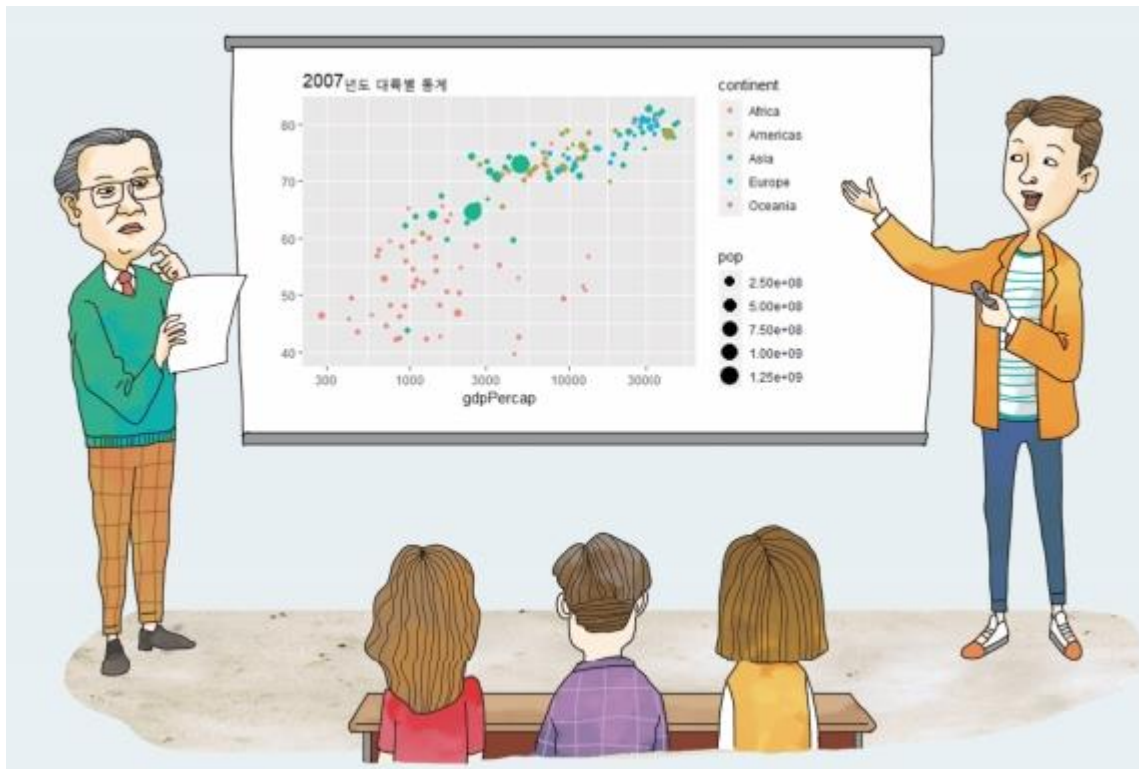 2007년도 대륙별 통계
continent
Africa
Americas
Asia
Europe
Oceania
pop
2.50e+08
5.00e+08
7.50e+08
1.00e+09
1.25e+09
80
70
60
50
40
300
1000
3000
10000
30000
gdpPercap